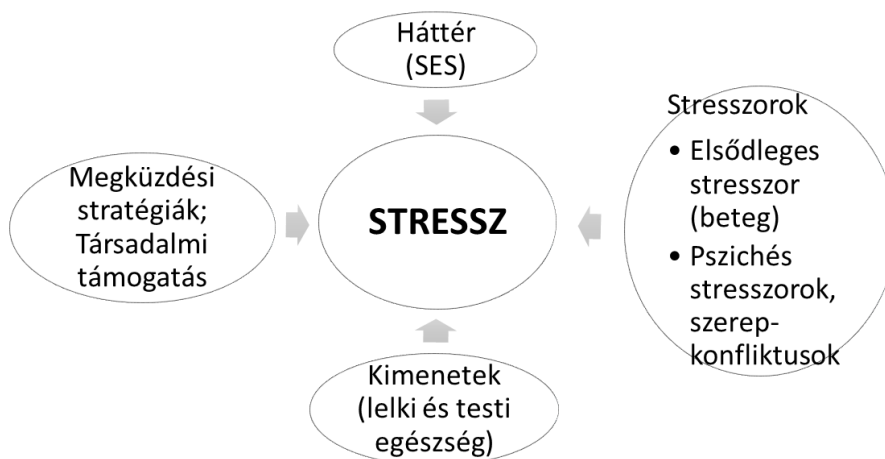 Háttér
(SES)
Megküzdési
stratégiák;
Társadalmi
támogatás
STRESSZ
Stresszorok
• Elsődleges
stresszor
(beteg)
• Pszichés
stresszorok,
szerep-
konfliktusok
Kimenetek
(lelki és testi
egészség)